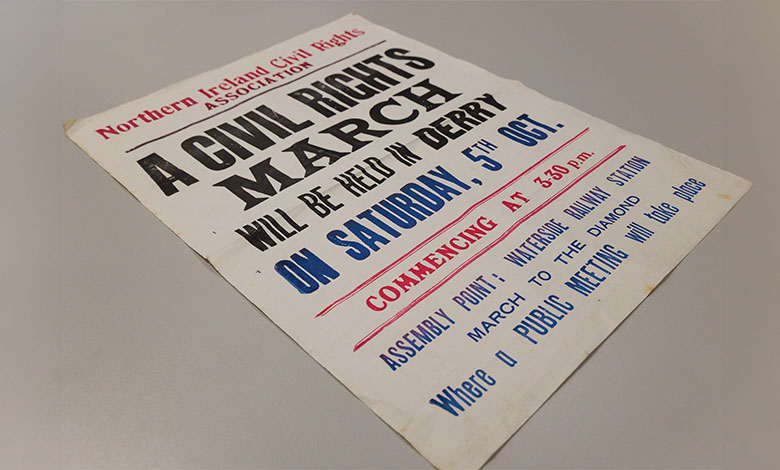 Northern Ireland Civil Rights
ASSOCIATION
A CIVIL RIGHTS
MARCH
WILL BE HELD IN DERRY
ON SATURDAY, 5TH OCT.
COMMENCING AT 3-30 p.m.
ASSEMBLY POINT: WATERSIDE RAILWAY STATION
MARCH TO THE DIAMOND
Where a PUBLIC MEETING will take place